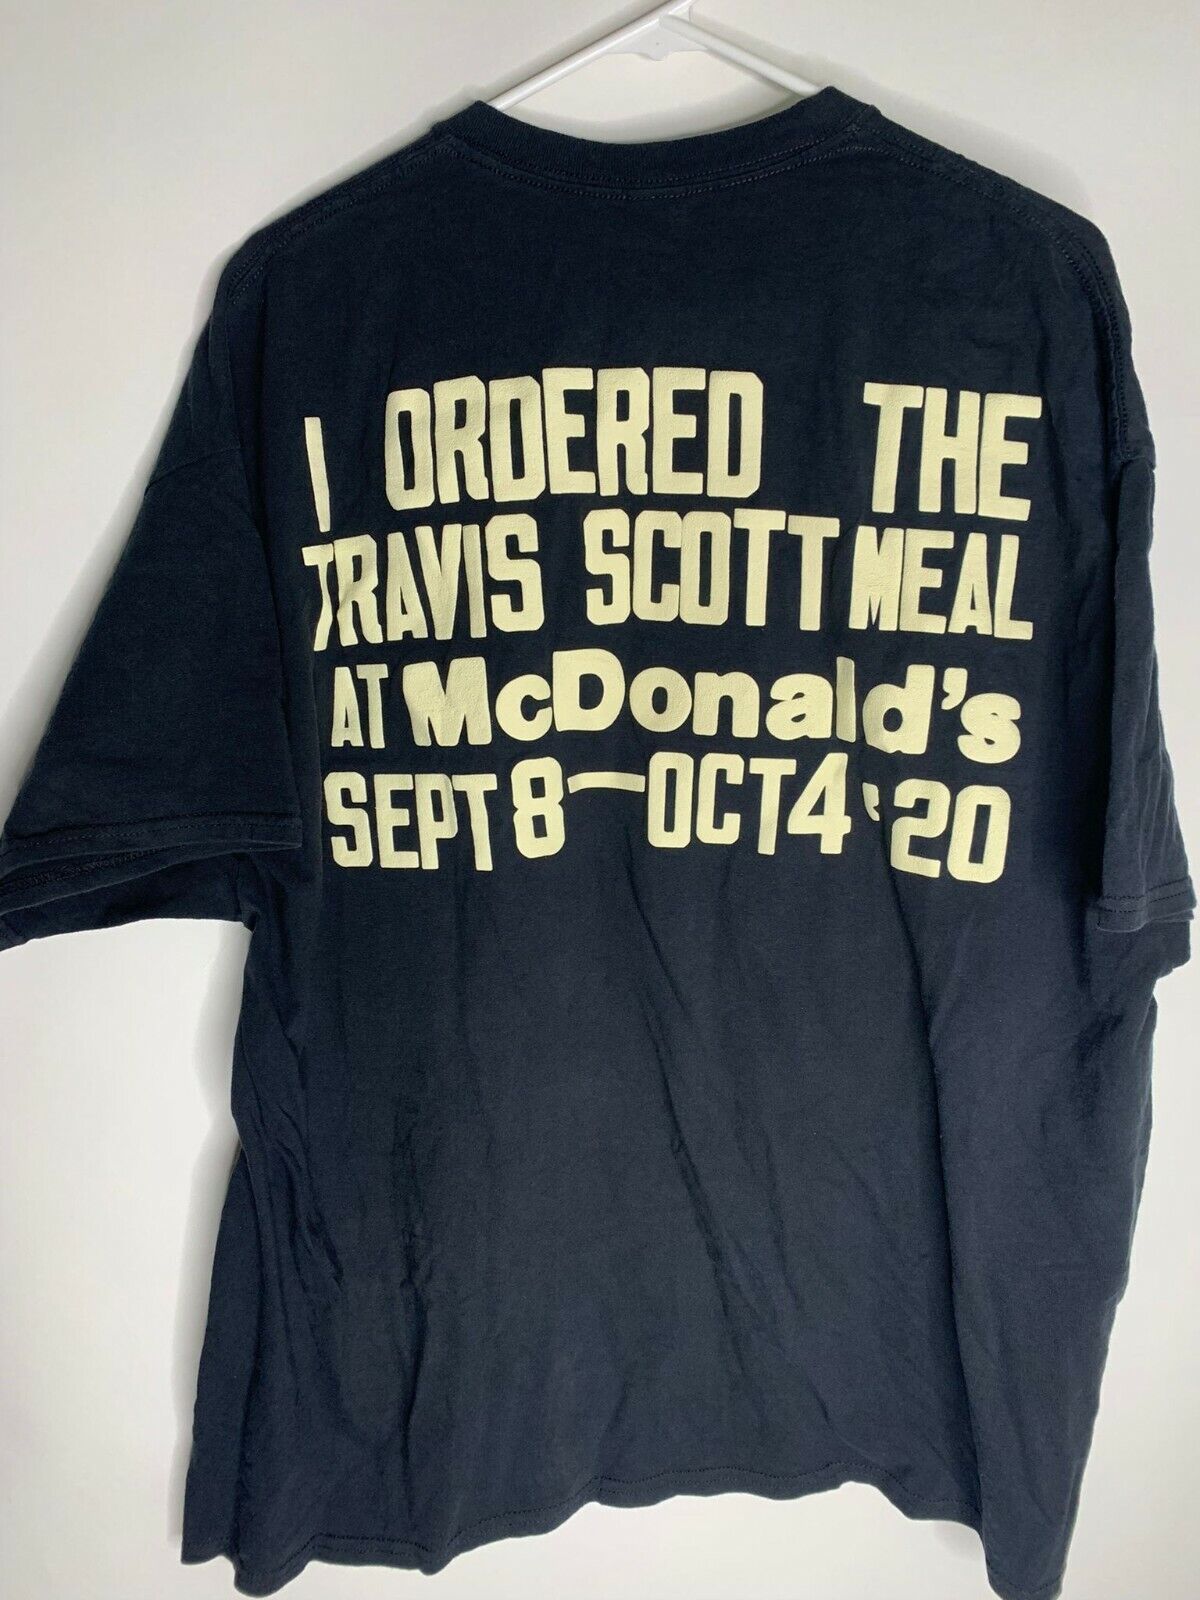 I ORDERED THE
TRAVIS SCOTT MEAL
AT McDonald's
SEPT 8—OCT 4 '20